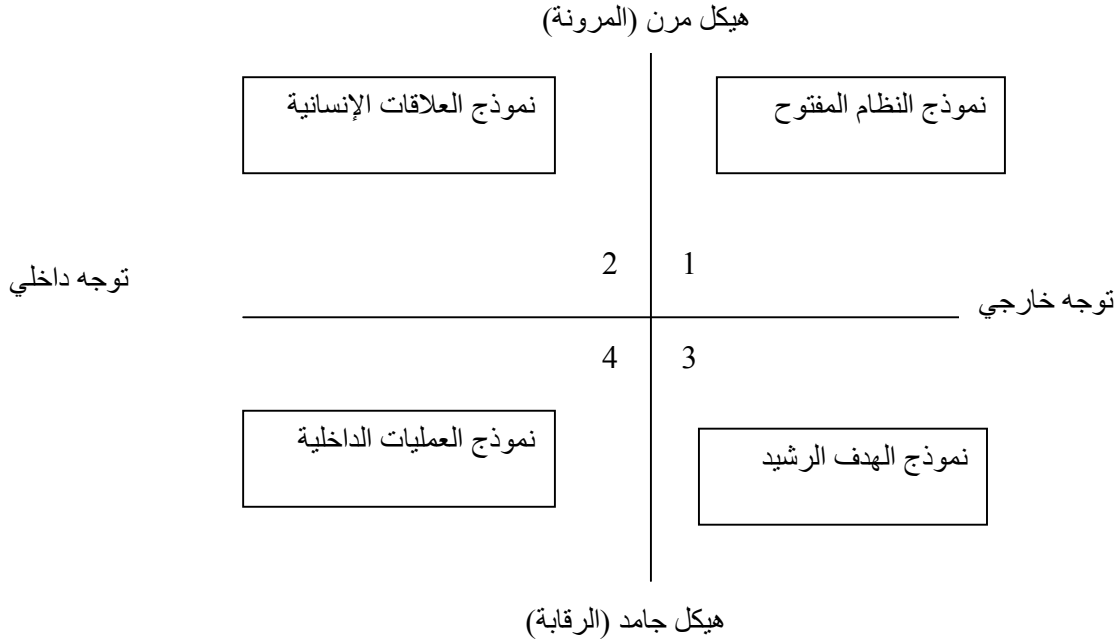 هيكل مرن (المرونة)
نموذج النظام المفتوح
نموذج العلاقات الإنسانية
1
2
توجه خارجي
توجه داخلي
3
4
نموذج الهدف الرشيد
نموذج العمليات الداخلية
هيكل جامد (الرقابة)